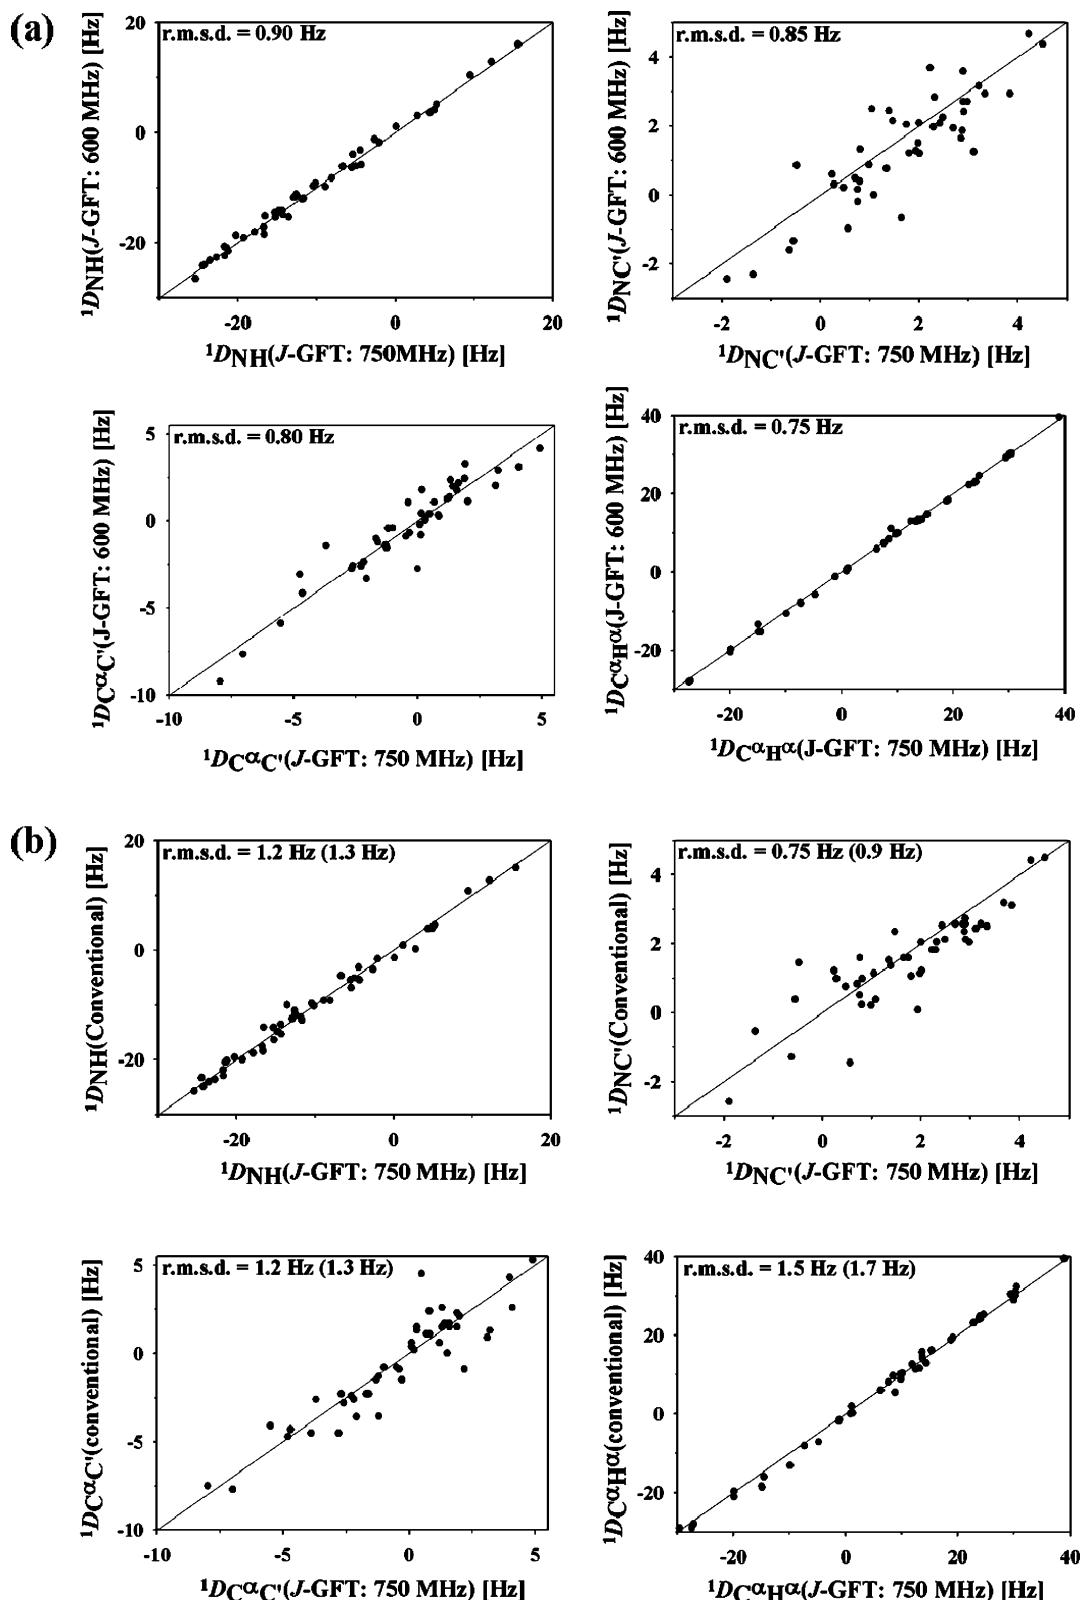 (a)
r.m.s.d. = 0.90 Hz
¹DNH(J-GFT: 600 MHz) [Hz]
20
0
-20
-20 0 20
¹DNH(J-GFT: 750MHz) [Hz]
r.m.s.d. = 0.85 Hz
¹DNC'(J-GFT: 600 MHz) [Hz]
4
2
0
-2
-2 0 2 4
¹DNC'(J-GFT: 750 MHz) [Hz]
r.m.s.d. = 0.80 Hz
¹DCαC'(J-GFT: 600 MHz) [Hz]
5
0
-5
-10
-10 -5 0 5
¹DCαC'(J-GFT: 750 MHz) [Hz]
r.m.s.d. = 0.75 Hz
¹DCαHα(J-GFT: 600 MHz) [Hz]
40
20
0
-20
-20 0 20 40
¹DCαHα(J-GFT: 750 MHz) [Hz]
(b)
r.m.s.d. = 1.2 Hz (1.3 Hz)
¹DNH(Conventional) [Hz]
20
0
-20
-20 0 20
¹DNH(J-GFT: 750 MHz) [Hz]
r.m.s.d. = 0.75 Hz (0.9 Hz)
¹DNC'(Conventional) [Hz]
4
2
0
-2
-2 0 2 4
¹DNC'(J-GFT: 750 MHz) [Hz]
r.m.s.d. = 1.2 Hz (1.3 Hz)
¹DCαC'(conventional) [Hz]
5
0
-5
-10
-10 -5 0 5
¹DCαC'(J-GFT: 750 MHz) [Hz]
r.m.s.d. = 1.5 Hz (1.7 Hz)
¹DCαHα(conventional) [Hz]
40
20
0
-20
-20 0 20 40
¹DCαHα(J-GFT: 750 MHz) [Hz]